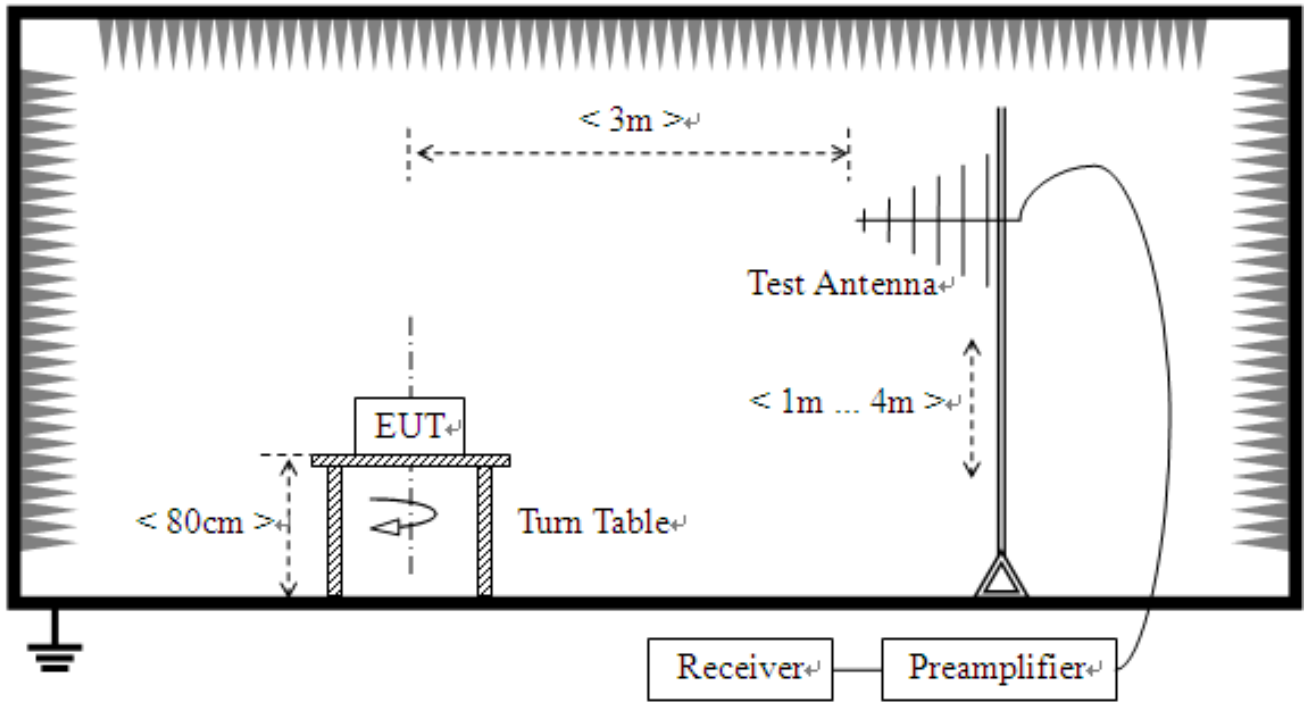 < 3m >↵
Test Antenna↵
< 1m ... 4m >↵
EUT↵
< 80cm >↵
Turn Table↵
Receiver↵
Preamplifier↵